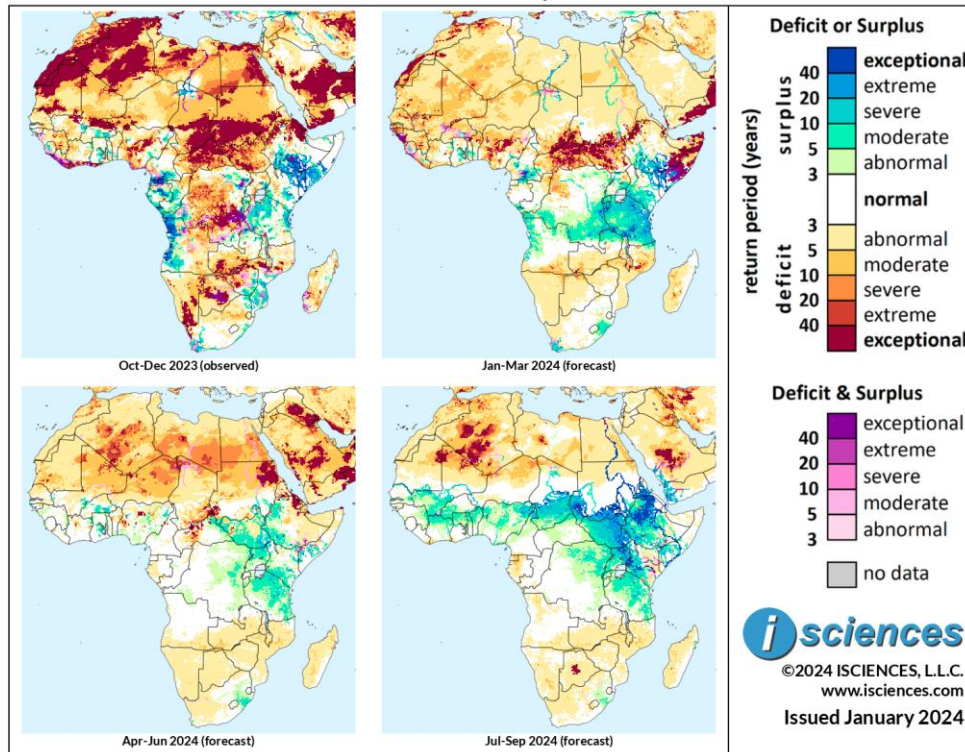 Oct-Dec 2023 (observed)
Jan-Mar 2024 (forecast)
Apr-Jun 2024 (forecast)
Jul-Sep 2024 (forecast)
Deficit or Surplus
return period (years)
surplus
deficit
exceptional
40
extreme
20
severe
10
moderate
5
abnormal
3
normal
3
abnormal
5
moderate
10
severe
20
extreme
40
exceptional
Deficit & Surplus
exceptional
40
extreme
20
severe
10
moderate
5
abnormal
3
no data
i sciences
©2024 ISCIENCES, L.L.C.
www.isciences.com
Issued January 2024